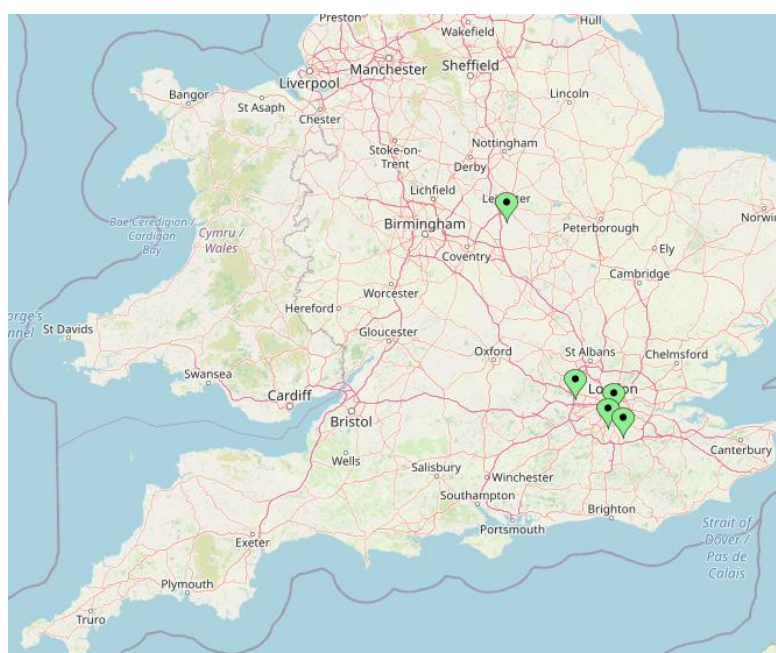 Preston
Wakefield
Hull
Manchester
Sheffield
Liverpool
Bangor
St Asaph
Chester
Lincoln
Stoke-on-
Trent
Nottingham
Derby
Lichfield
Bae Ceredigion /
Cardigan
Bay
Cymru /
Wales
Birmingham
Peterborough
Coventry
Ely
Cambridge
Worcester
Hereford
St Davids
Gloucester
Oxford
St Albans
Chelmsford
Swansea
Cardiff
Bristol
Canterbury
Wells
Salisbury
Winchester
Southampton
Portsmouth
Brighton
Strait of
Dover /
Pas de
Calais
Exeter
Plymouth
Truro